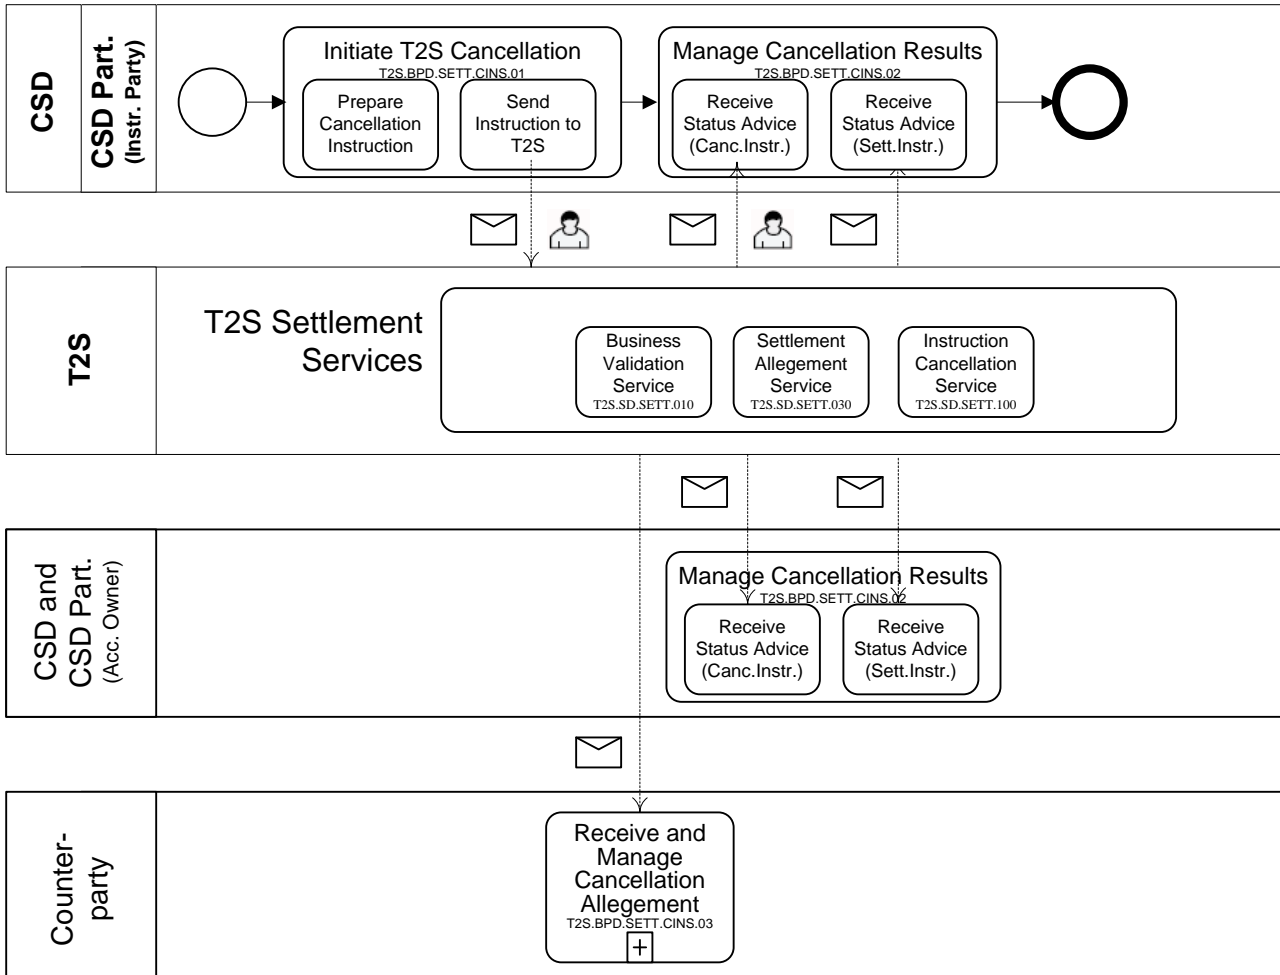 CSD
CSD Part.
(Instr. Party)
Initiate T2S Cancellation
T2S.BPD.SETT.CINS.01
Prepare
Cancellation
Instruction
Send
Instruction to
T2S
Manage Cancellation Results
T2S.BPD.SETT.CINS.02
Receive
Status Advice
(Canc.Instr.)
Receive
Status Advice
(Sett.Instr.)
T2S
T2S Settlement
Services
Business
Validation
Service
T2S.SD.SETT.010
Settlement
Allegement
Service
T2S.SD.SETT.030
Instruction
Cancellation
Service
T2S.SD.SETT.100
CSD and
CSD Part.
(Acc. Owner)
Manage Cancellation Results
T2S.BPD.SETT.CINS.02
Receive
Status Advice
(Canc.Instr.)
Receive
Status Advice
(Sett.Instr.)
Counter-
party
Receive and
Manage
Cancellation
Allegement
T2S.BPD.SETT.CINS.03
+